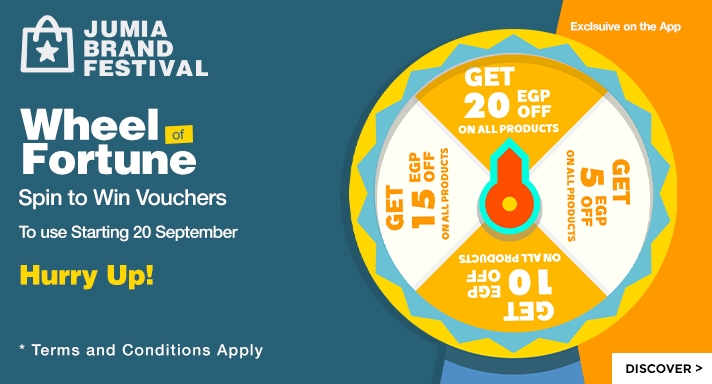 JUMIA
BRAND
FESTIVAL
Exclsuive on the App
Wheel of
Fortune
Spin to Win Vouchers
To use Starting 20 September
Hurry Up!
* Terms and Conditions Apply
GET
20 EGP
OFF
ON ALL PRODUCTS
GET
5 EGP
OFF
ON ALL PRODUCTS
GET
10 EGP
OFF
ON ALL PRODUCTS
GET
15 EGP
OFF
ON ALL PRODUCTS
DISCOVER >